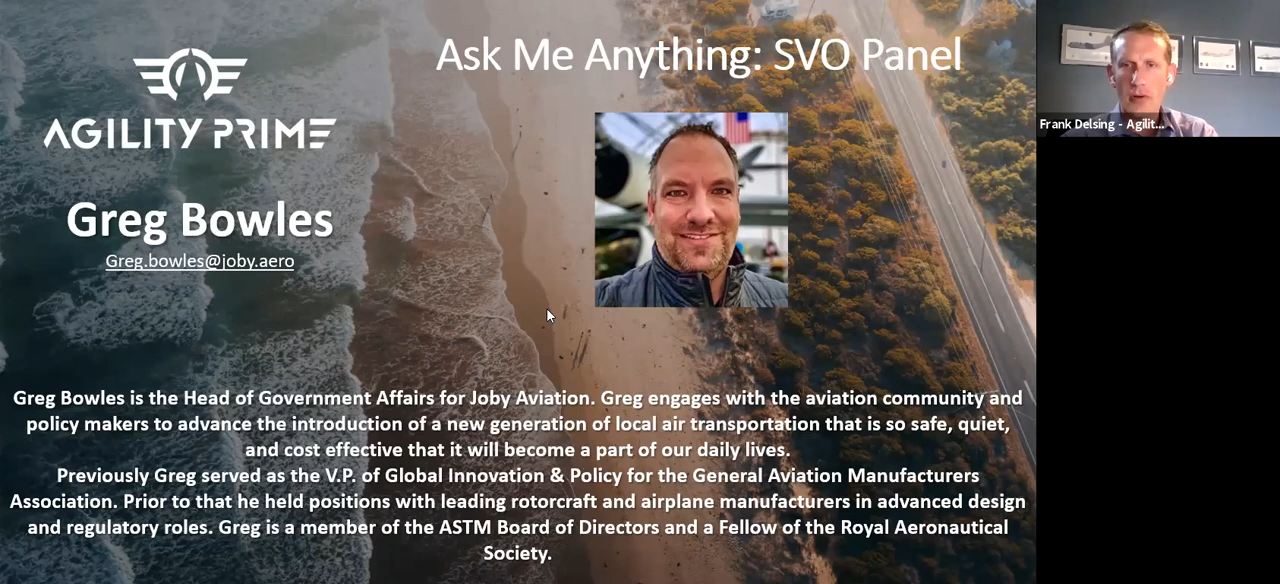 Ask Me Anything: SVO Panel
AGILITY PRIME
Greg Bowles
Greg.bowles@joby.aero
Frank Delsing - Agilit...
Greg Bowles is the Head of Government Affairs for Joby Aviation. Greg engages with the aviation community and
policy makers to advance the introduction of a new generation of local air transportation that is so safe, quiet,
and cost effective that it will become a part of our daily lives.
Previously Greg served as the V.P. of Global Innovation & Policy for the General Aviation Manufacturers
Association. Prior to that he held positions with leading rotorcraft and airplane manufacturers in advanced design
and regulatory roles. Greg is a member of the ASTM Board of Directors and a Fellow of the Royal Aeronautical
Society.